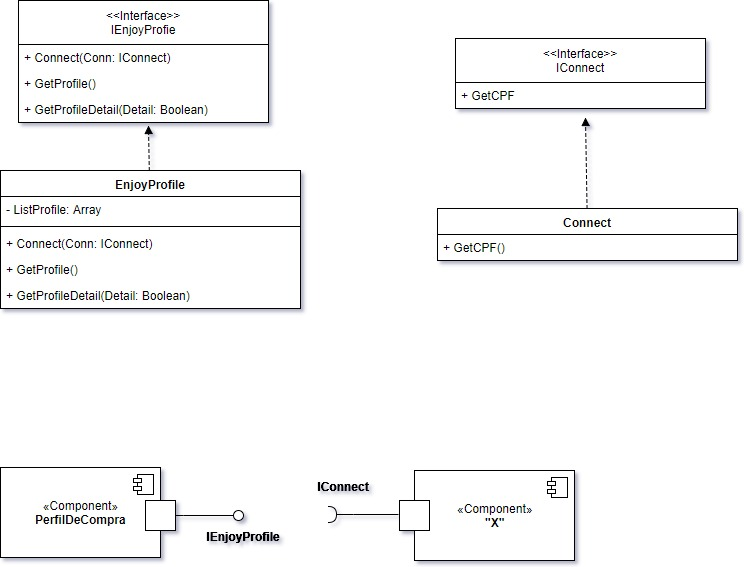 <<Interface>>
IEnjoyProfie
+ Connect(Conn: IConnect)
+ GetProfile()
+ GetProfileDetail(Detail: Boolean)
EnjoyProfile
- ListProfile: Array
+ Connect(Conn: IConnect)
+ GetProfile()
+ GetProfileDetail(Detail: Boolean)
<<Interface>>
IConnect
+ GetCPF
Connect
+ GetCPF()
«Component»
PerfilDeCompra
IEnjoyProfile
IConnect
«Component»
"X"